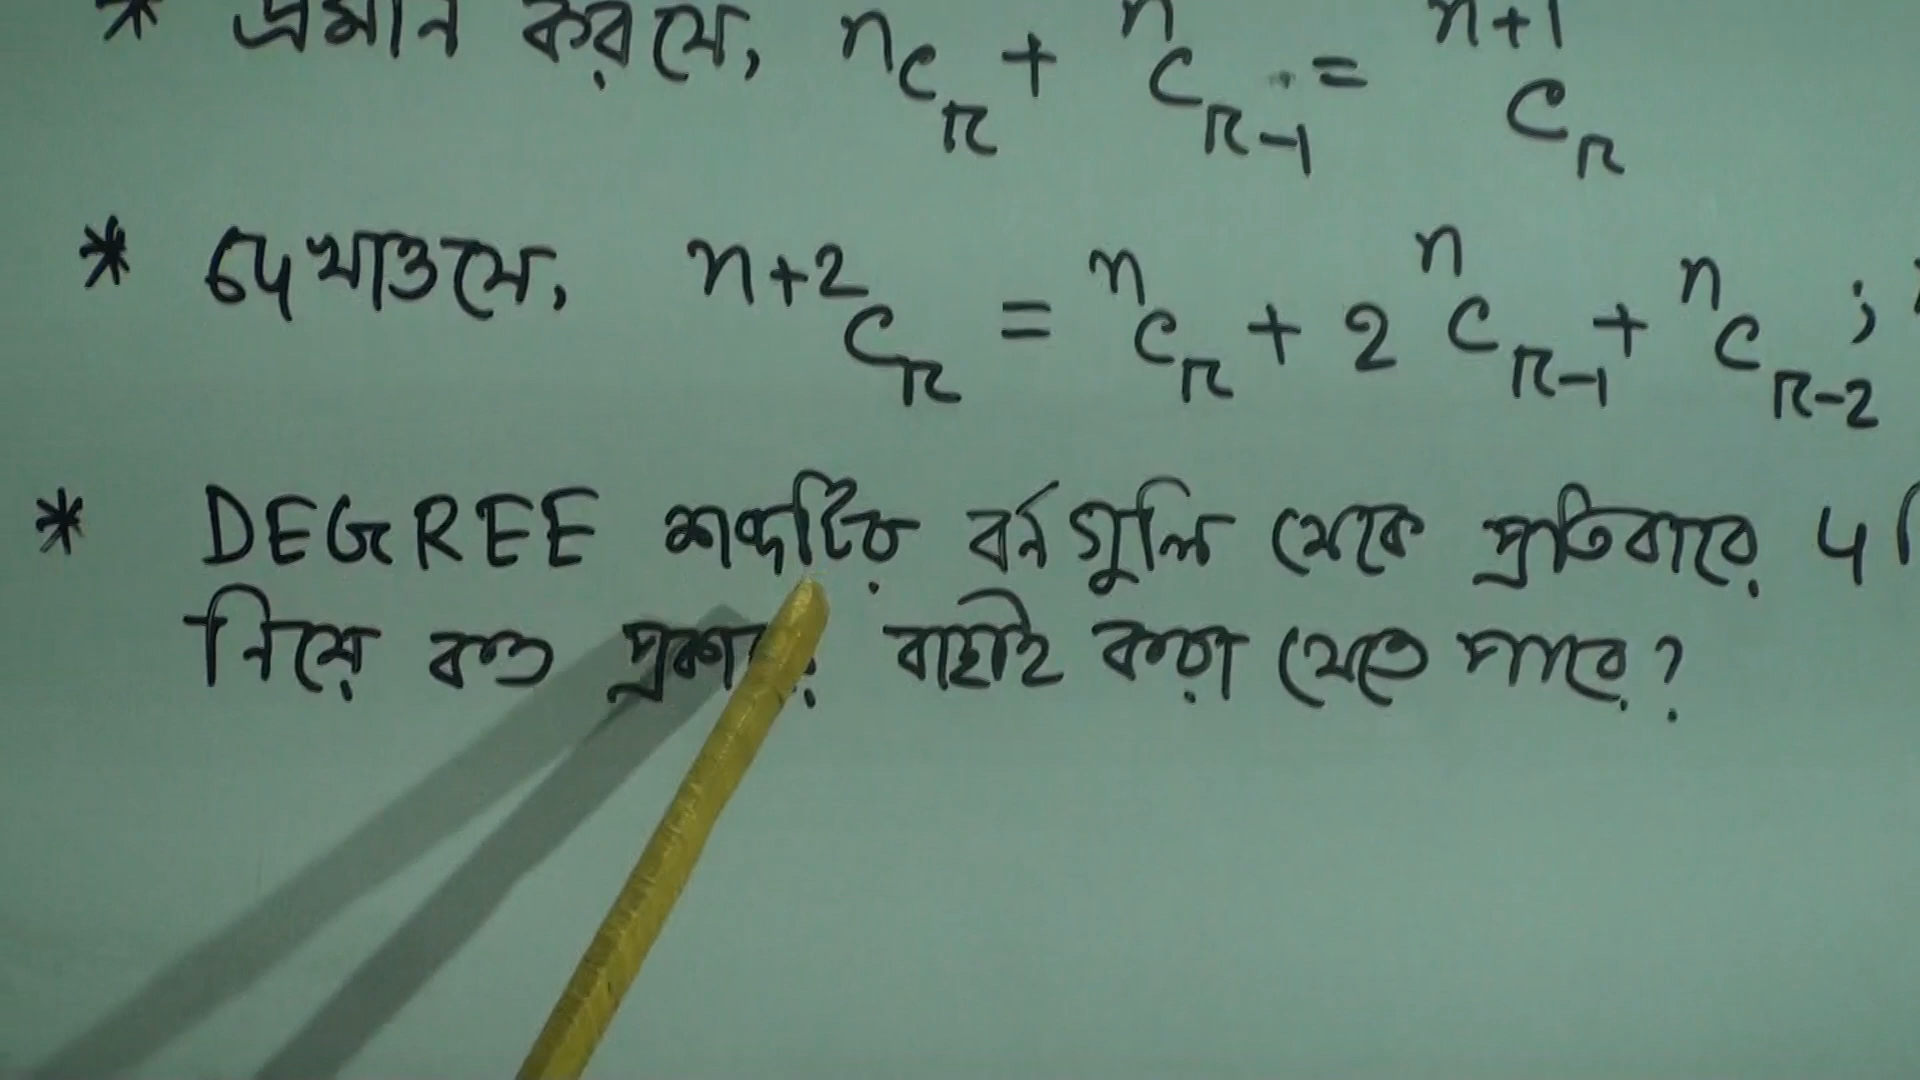 * প্রমান কর যে, ⁿCᵣ + ⁿCᵣ₋₁ = ⁿ⁺¹Cᵣ
* দেখাও যে, ⁿ⁺²Cᵣ = ⁿCᵣ + 2 ⁿCᵣ₋₁ + ⁿCᵣ₋₂ ;
* DEGREE শব্দটির বর্নগুলি থেকে প্রতিবারে 4
নিয়ে কত প্রকারে বাছাই করা যেতে পারে?